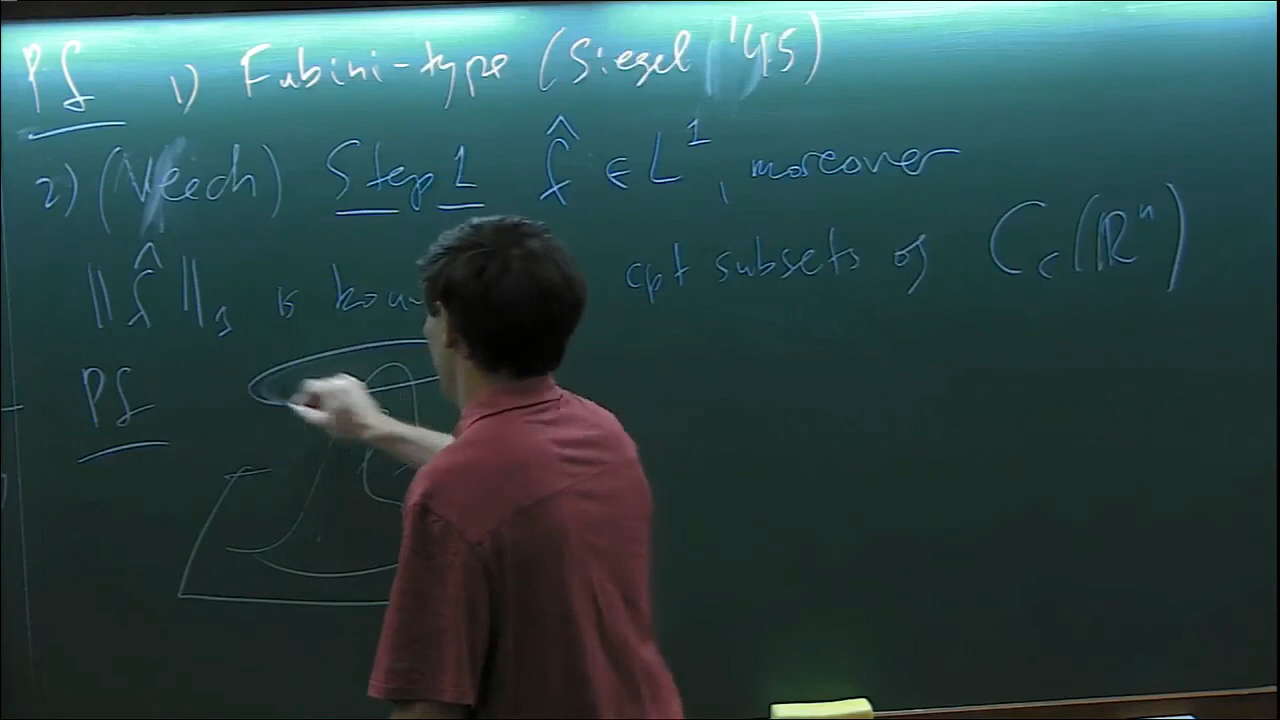 Pf 1) Fubini-type (Siegel '45)
2) (Veech) Step 1 f̂ ∈ L¹, moreover
‖f̂‖₁ is boun cpt subsets of C_c(ℝⁿ)
Pf